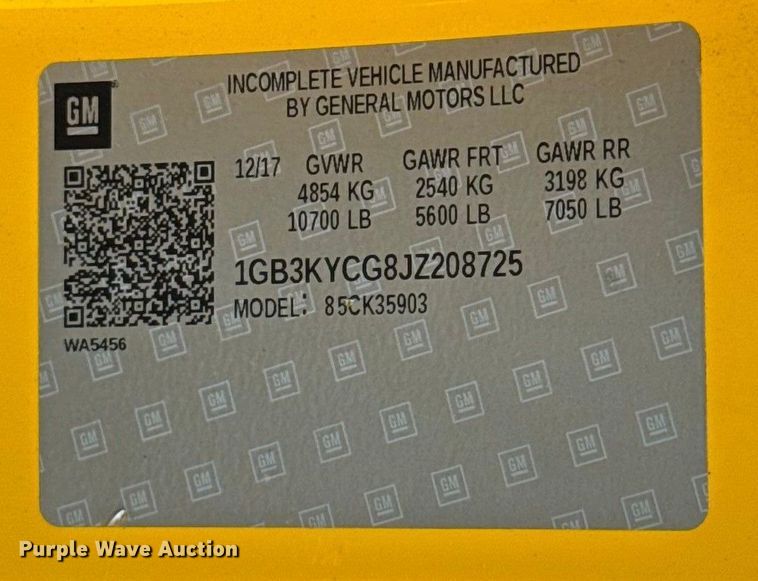 GM
INCOMPLETE VEHICLE MANUFACTURED
BY GENERAL MOTORS LLC
12/17 GVWR GAWR FRT GAWR RR
4854 KG 2540 KG 3198 KG
10700 LB 5600 LB 7050 LB
1GB3KYCG8JZ208725
MODEL: 85CK35903
WA5456
Purple Wave Auction